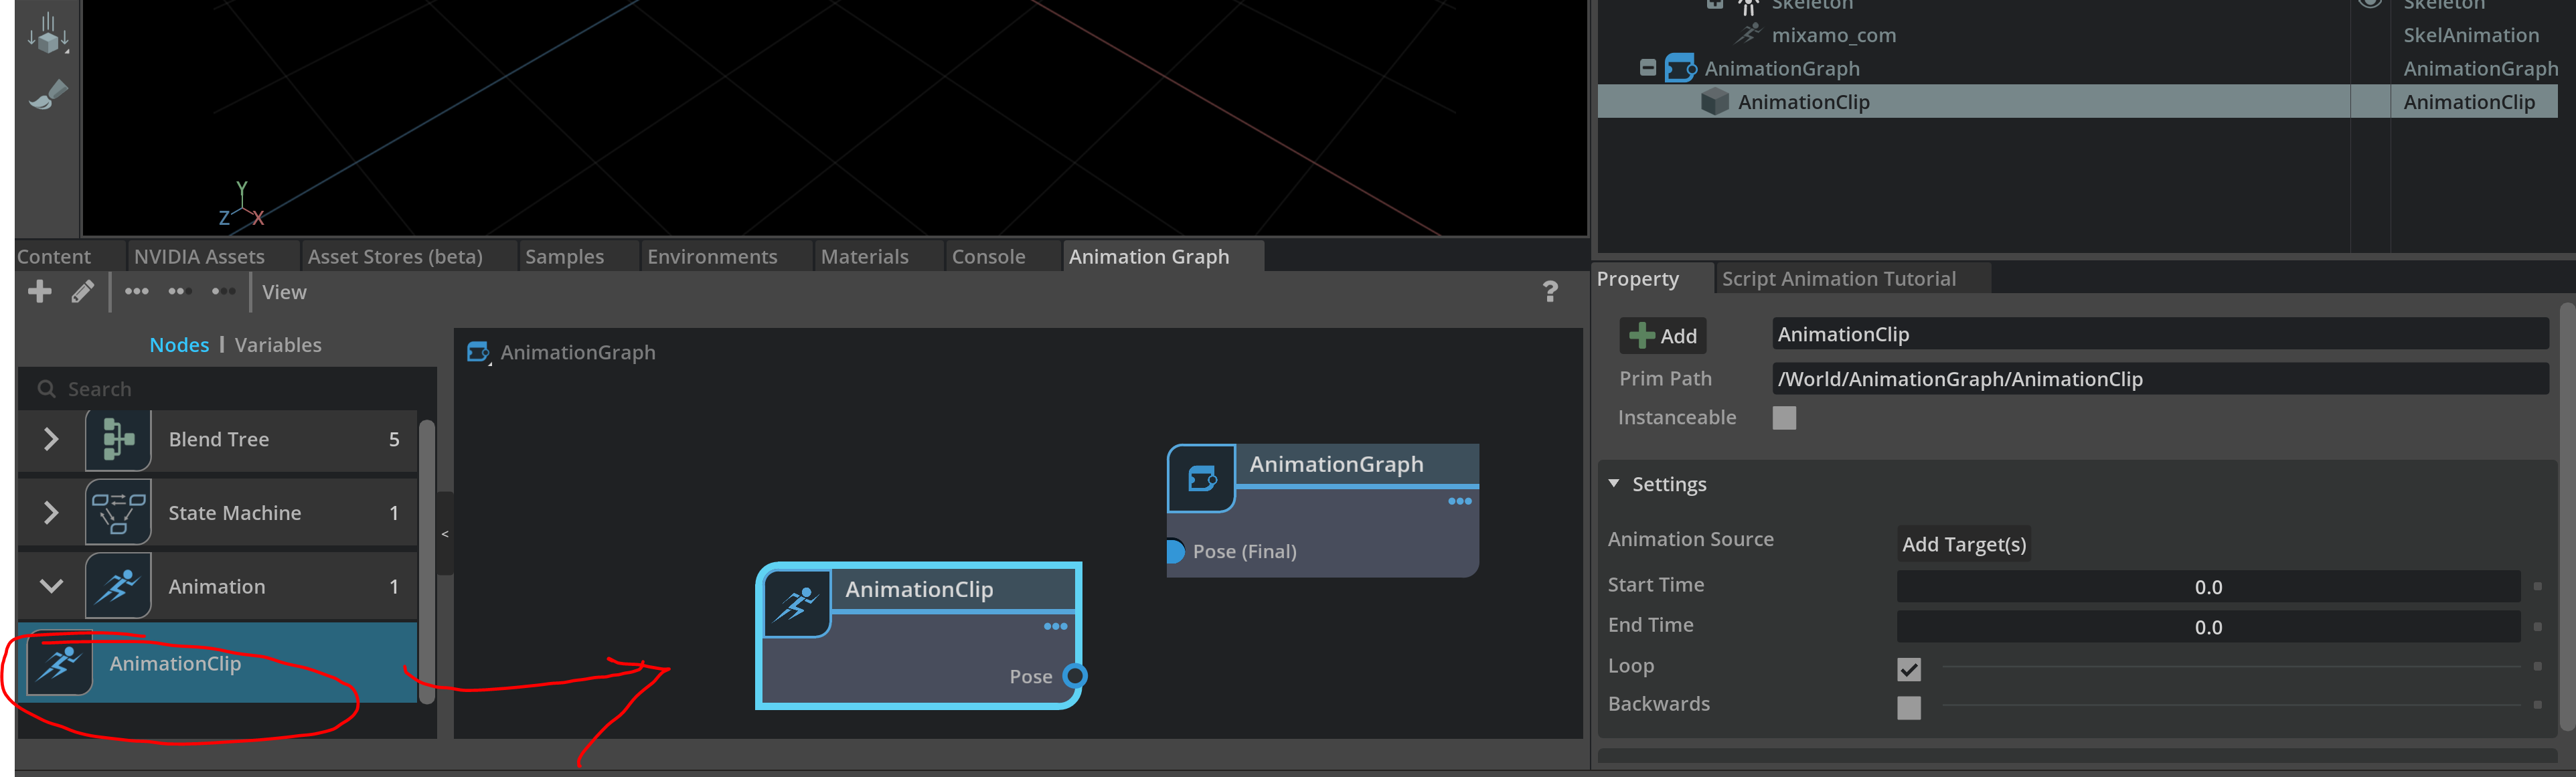 Skeleton
Skeleton
mixamo_com
SkelAnimation
AnimationGraph
AnimationGraph
AnimationClip
AnimationClip
Y
Z
X
Content
NVIDIA Assets
Asset Stores (beta)
Samples
Environments
Materials
Console
Animation Graph
View
?
Nodes | Variables
Search
Blend Tree
5
State Machine
1
Animation
1
AnimationClip
<
AnimationGraph
AnimationGraph
Pose (Final)
AnimationClip
Pose
Property
Script Animation Tutorial
Add
AnimationClip
Prim Path
/World/AnimationGraph/AnimationClip
Instanceable
Settings
Animation Source
Add Target(s)
Start Time
0.0
End Time
0.0
Loop
Backwards